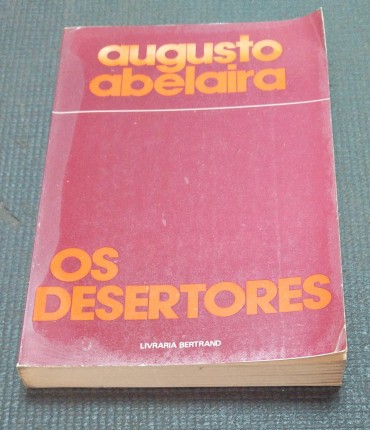 augusto
abelaira
OS
DESERTORES
LIVRARIA BERTRAND